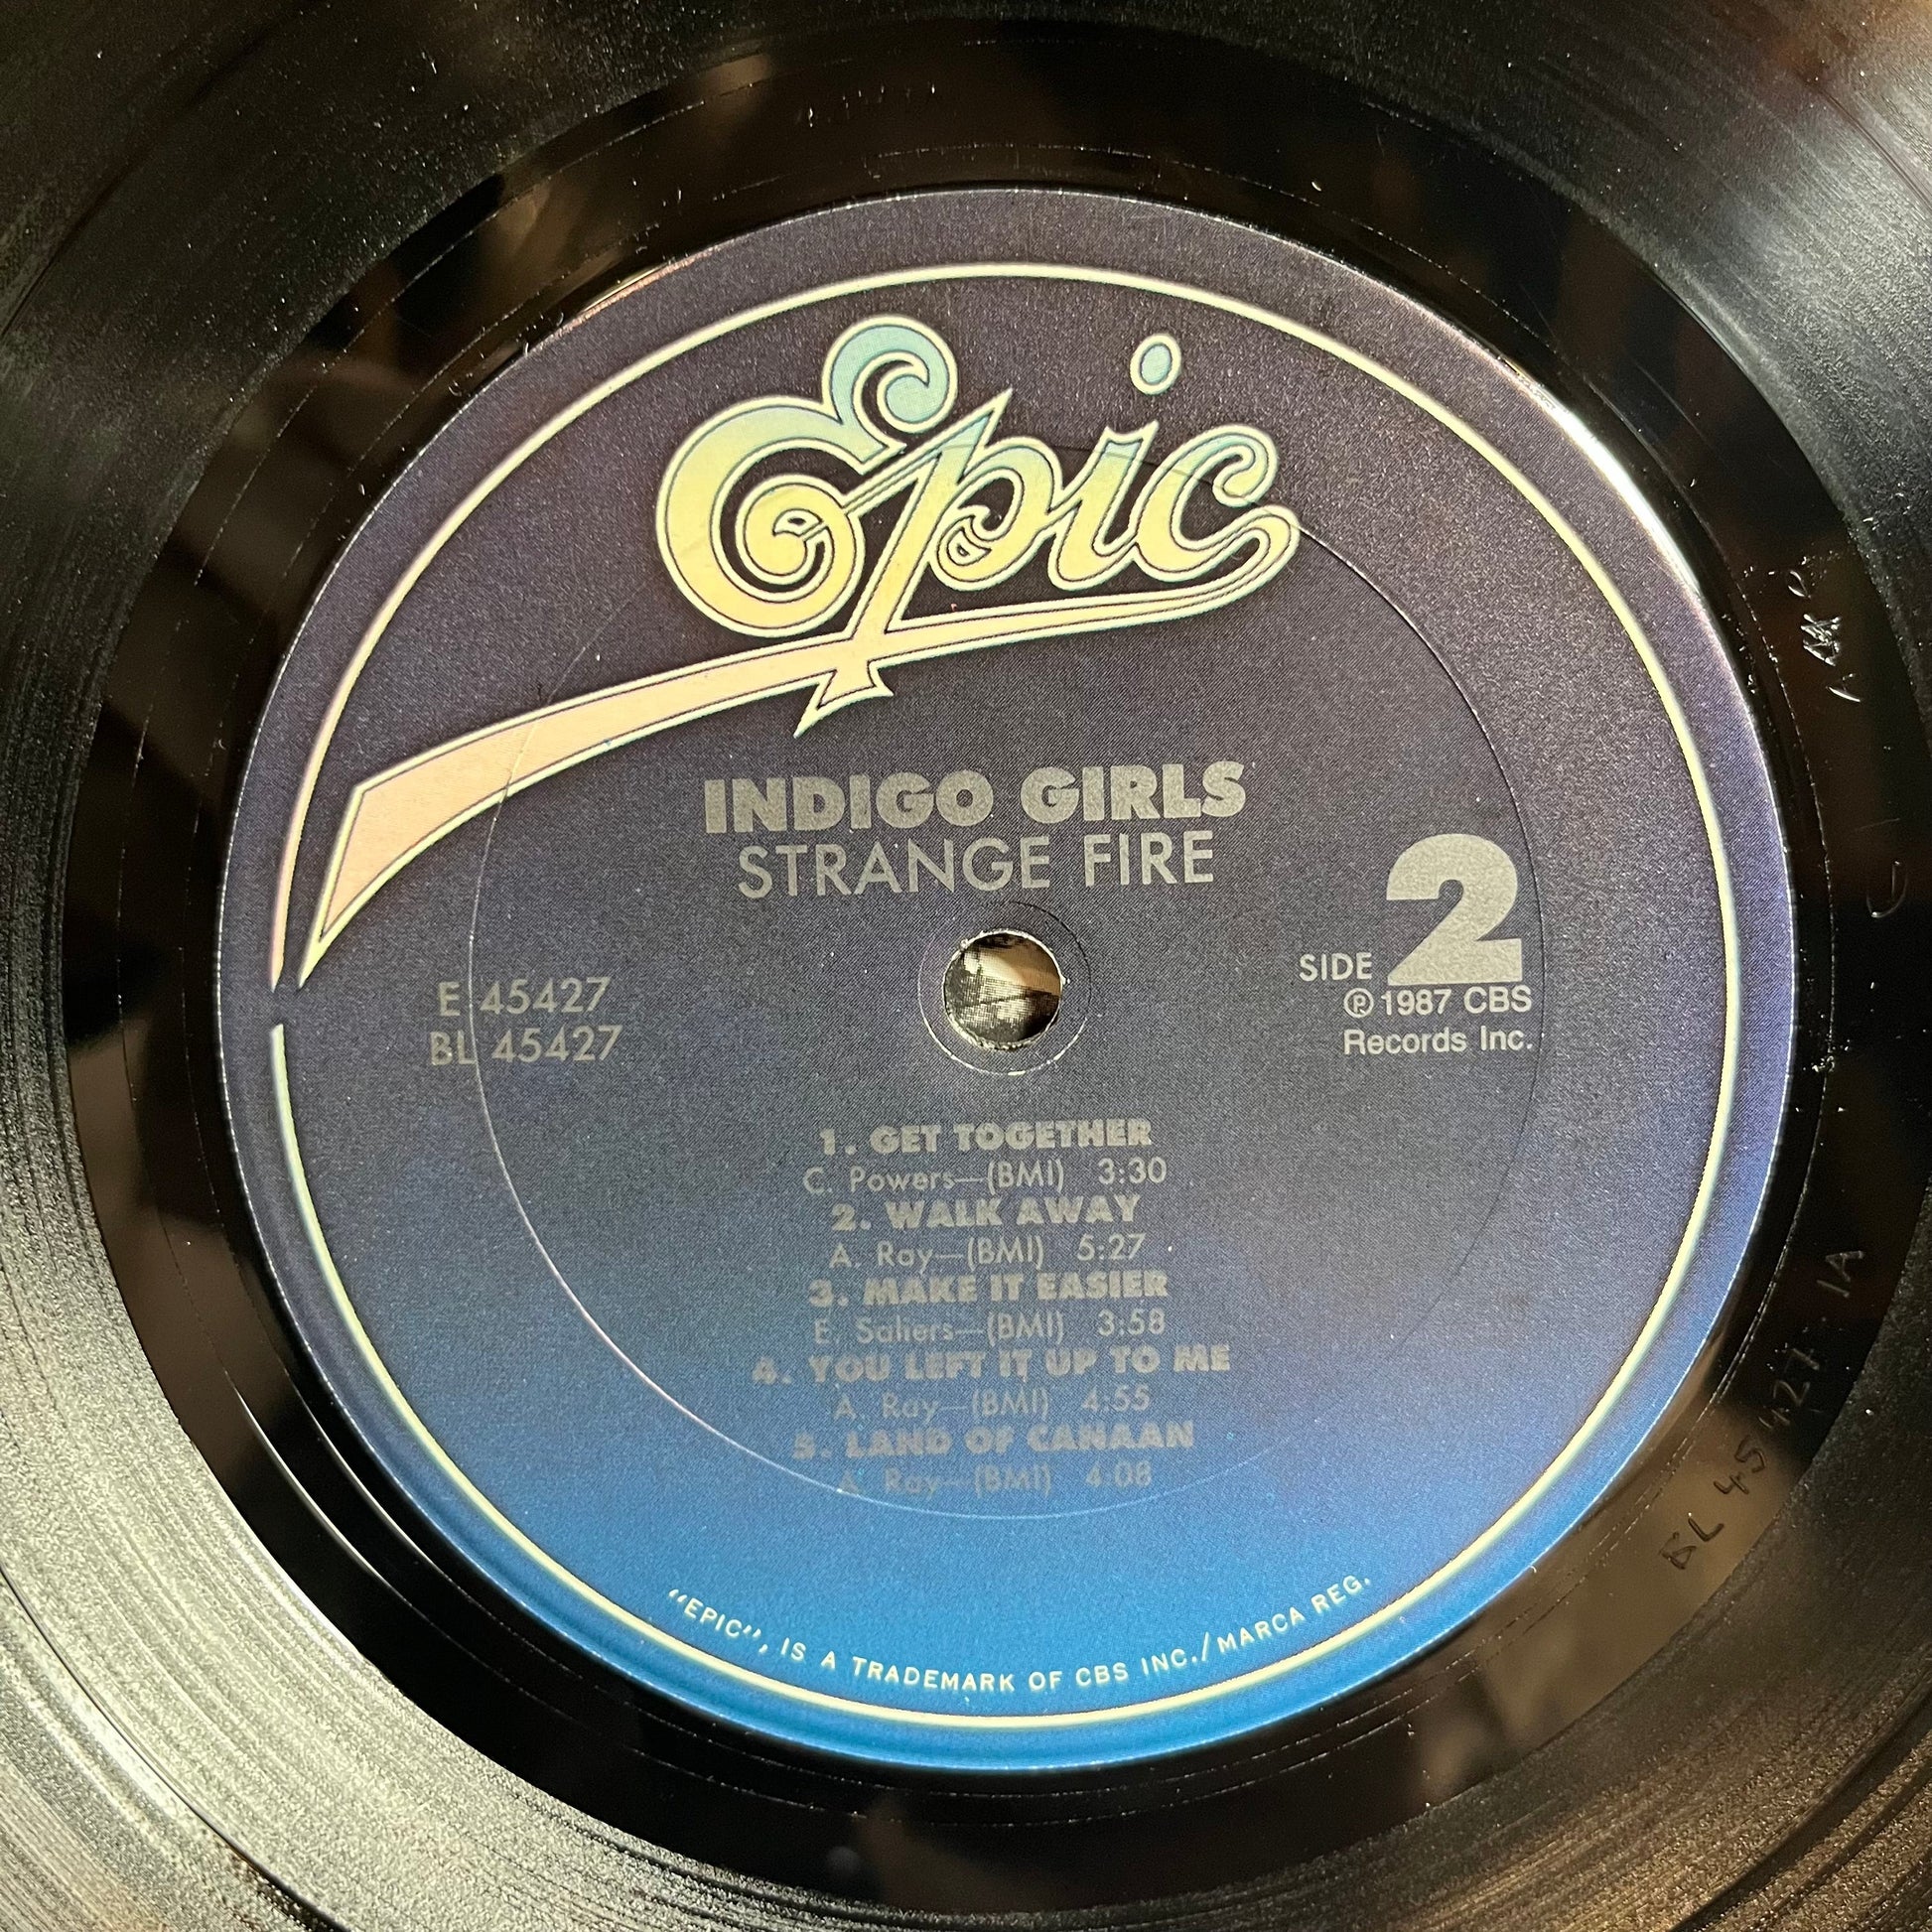 Epic
INDIGO GIRLS
STRANGE FIRE
SIDE 2
℗ 1987 CBS
Records Inc.
E 45427
BL 45427
1. GET TOGETHER
C. Powers—(BMI) 3:30
2. WALK AWAY
A. Ray—(BMI) 5:27
3. MAKE IT EASIER
E. Saliers—(BMI) 3:58
4. YOU LEFT IT UP TO ME
A. Ray—(BMI) 4:55
5. LAND OF CANAAN
A. Ray—(BMI) 4:08
"EPIC", IS A TRADEMARK OF CBS INC./MARCA REG.
BL 45427 · 1A